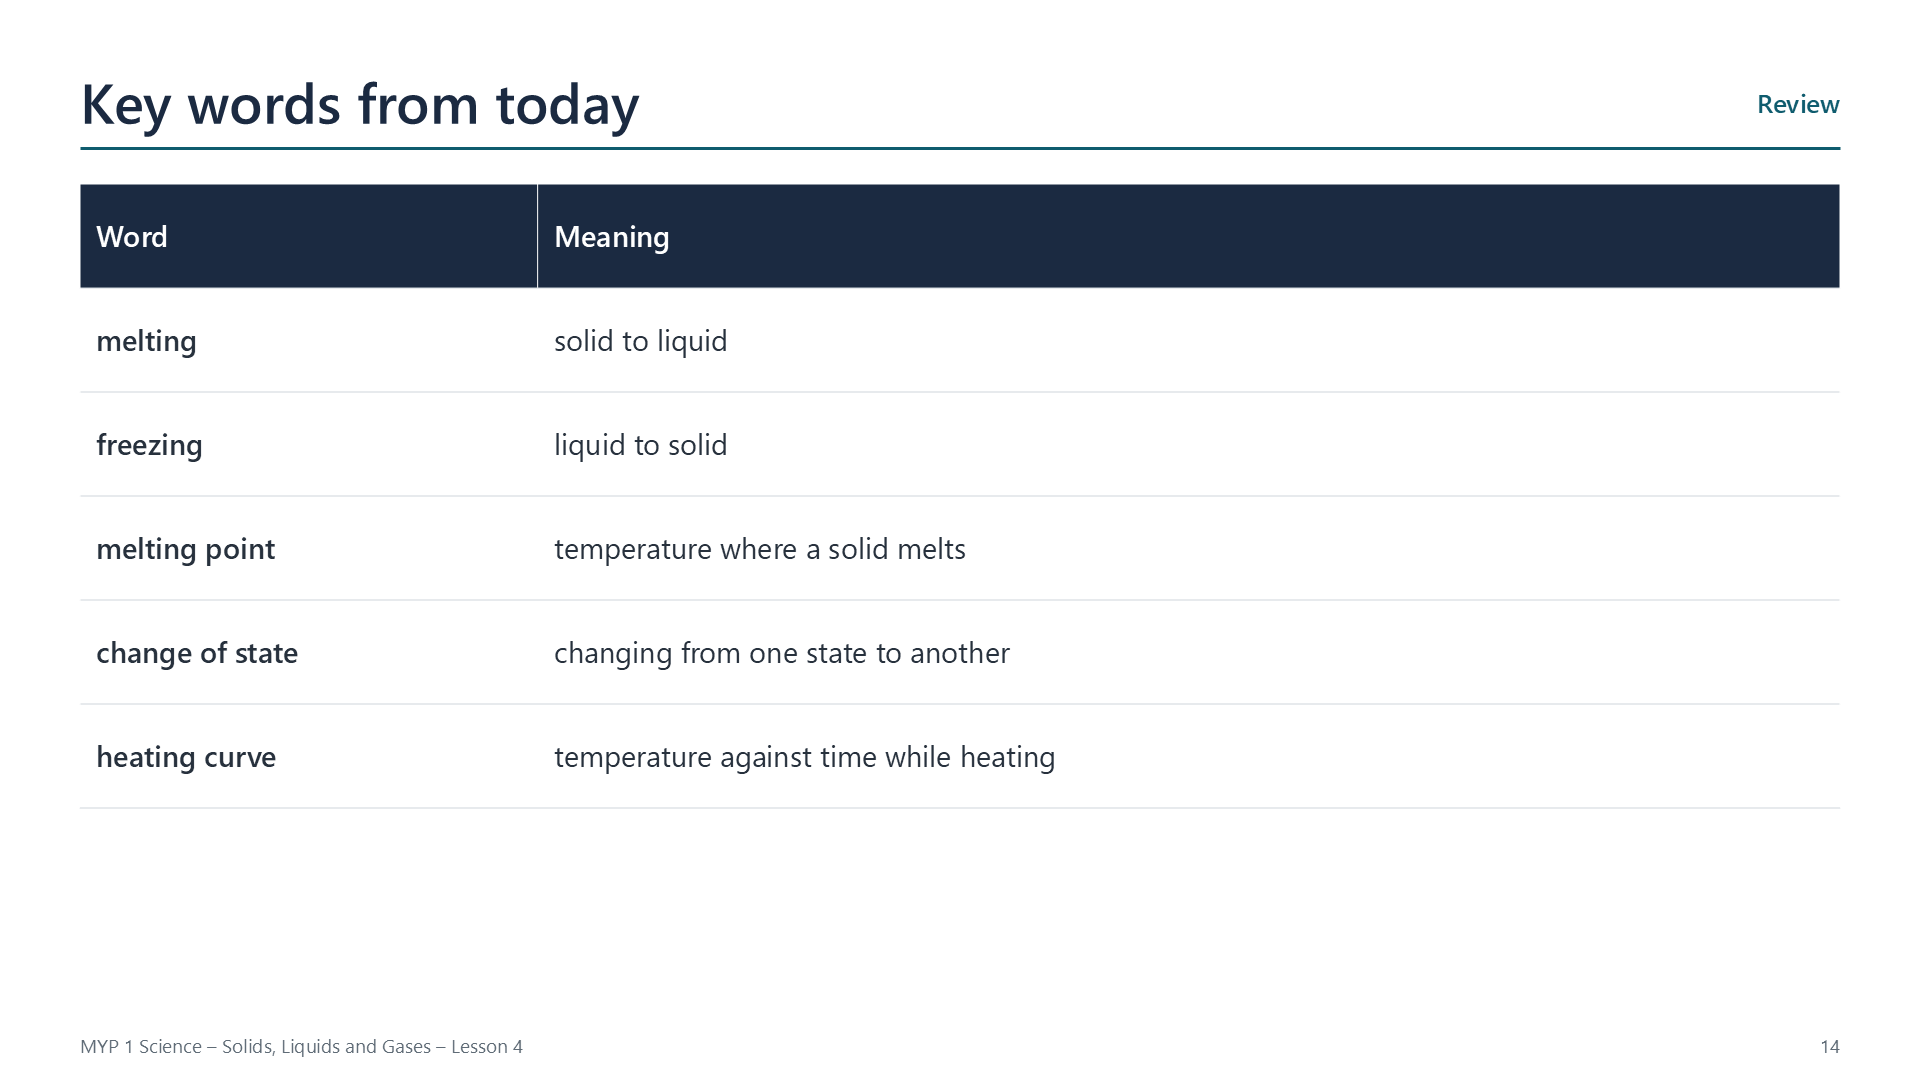 Key words from today
Review
Word Meaning
melting solid to liquid
freezing liquid to solid
melting point temperature where a solid melts
change of state changing from one state to another
heating curve temperature against time while heating
MYP 1 Science – Solids, Liquids and Gases – Lesson 4
14